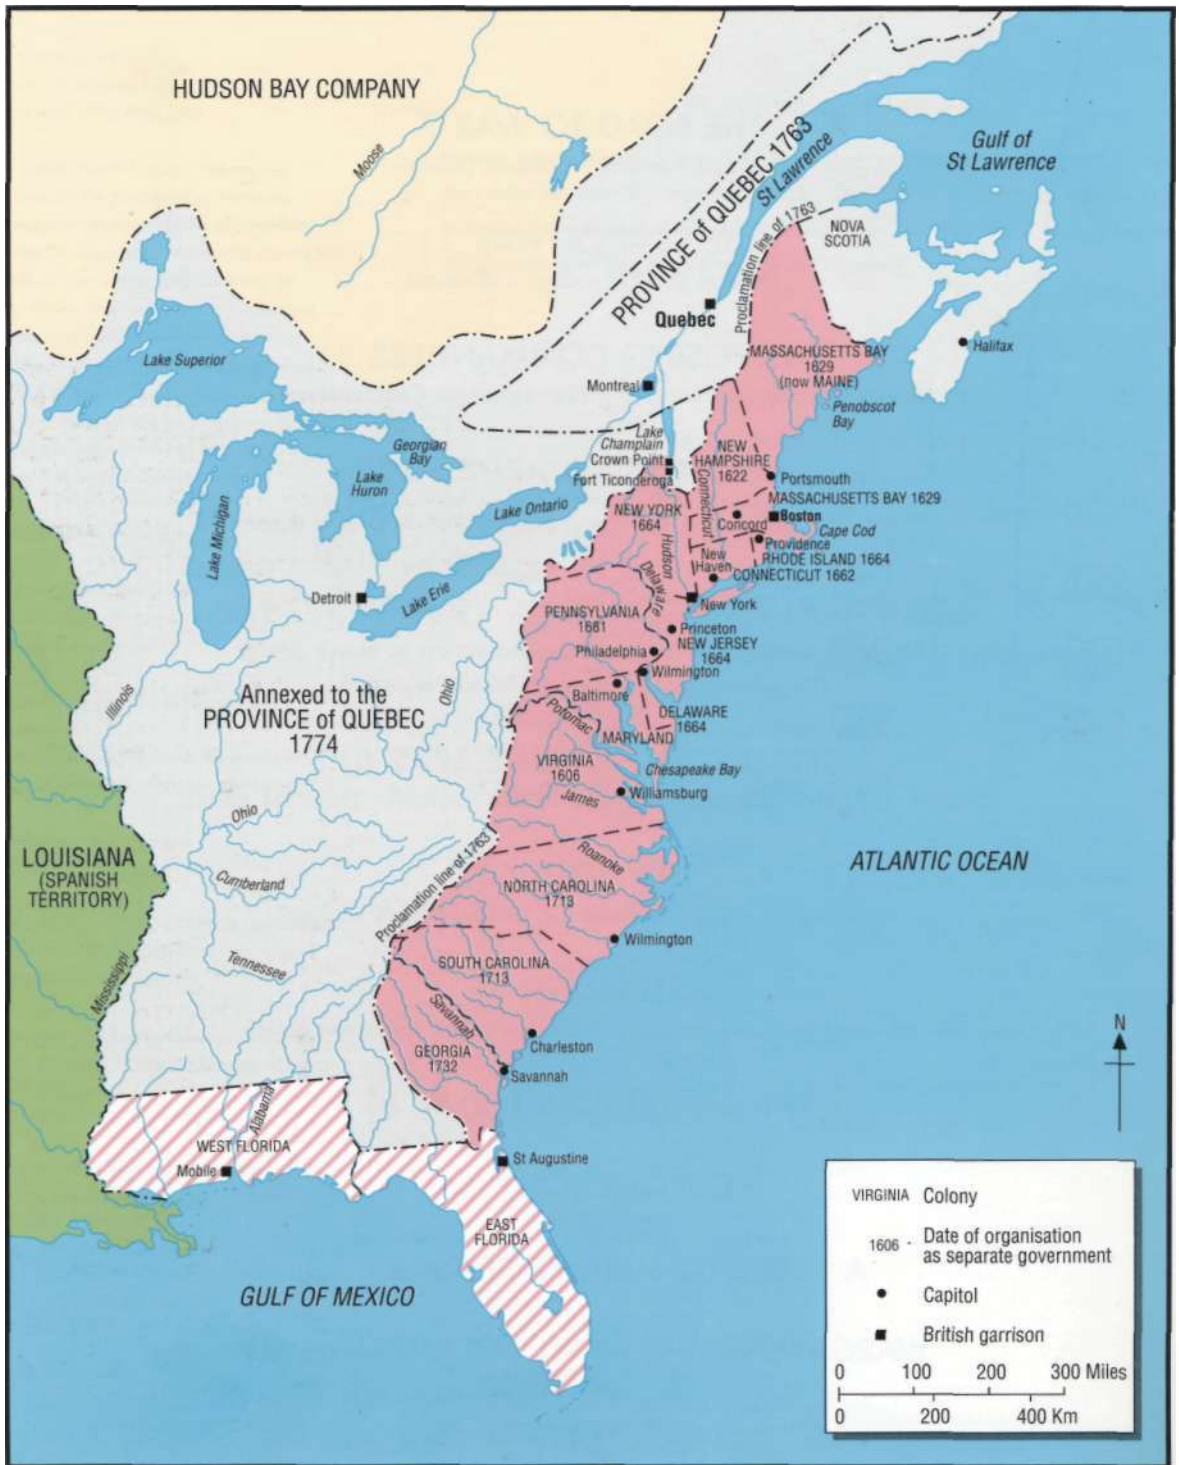 HUDSON BAY COMPANY
Moose
PROVINCE of QUEBEC 1763
St Lawrence
Gulf of
St Lawrence
Proclamation line of 1763
NOVA
SCOTIA
Quebec
Halifax
Lake Superior
MASSACHUSETTS BAY
1629
(now MAINE)
Montreal
Penobscot
Bay
Lake
Champlain
Georgian
Bay
Crown Point
Fort Ticonderoga
NEW
HAMPSHIRE
1622
Connecticut
Portsmouth
Lake
Huron
Lake Michigan
Lake Ontario
NEW YORK
1664
MASSACHUSETTS BAY 1629
Boston
Concord
Cape Cod
Hudson
Providence
RHODE ISLAND 1664
New
Haven
CONNECTICUT 1662
Delaware
Detroit
Lake Erie
New York
PENNSYLVANIA
1681
Princeton
NEW JERSEY
1664
Philadelphia
Wilmington
Baltimore
Illinois
Ohio
Annexed to the
PROVINCE of QUEBEC
1774
Potomac
DELAWARE
1664
MARYLAND
VIRGINIA
1606
Chesapeake Bay
Williamsburg
James
Ohio
Proclamation line of 1763
LOUISIANA
(SPANISH
TERRITORY)
Cumberland
Roanoke
ATLANTIC OCEAN
NORTH CAROLINA
1713
Wilmington
Tennessee
Mississippi
SOUTH CAROLINA
1713
Savannah
Charleston
GEORGIA
1732
Savannah
N
Alabama
WEST FLORIDA
Mobile
St Augustine
EAST
FLORIDA
GULF OF MEXICO
VIRGINIA Colony
1606 - Date of organisation
as separate government
Capitol
British garrison
0 100 200 300 Miles
0 200 400 Km